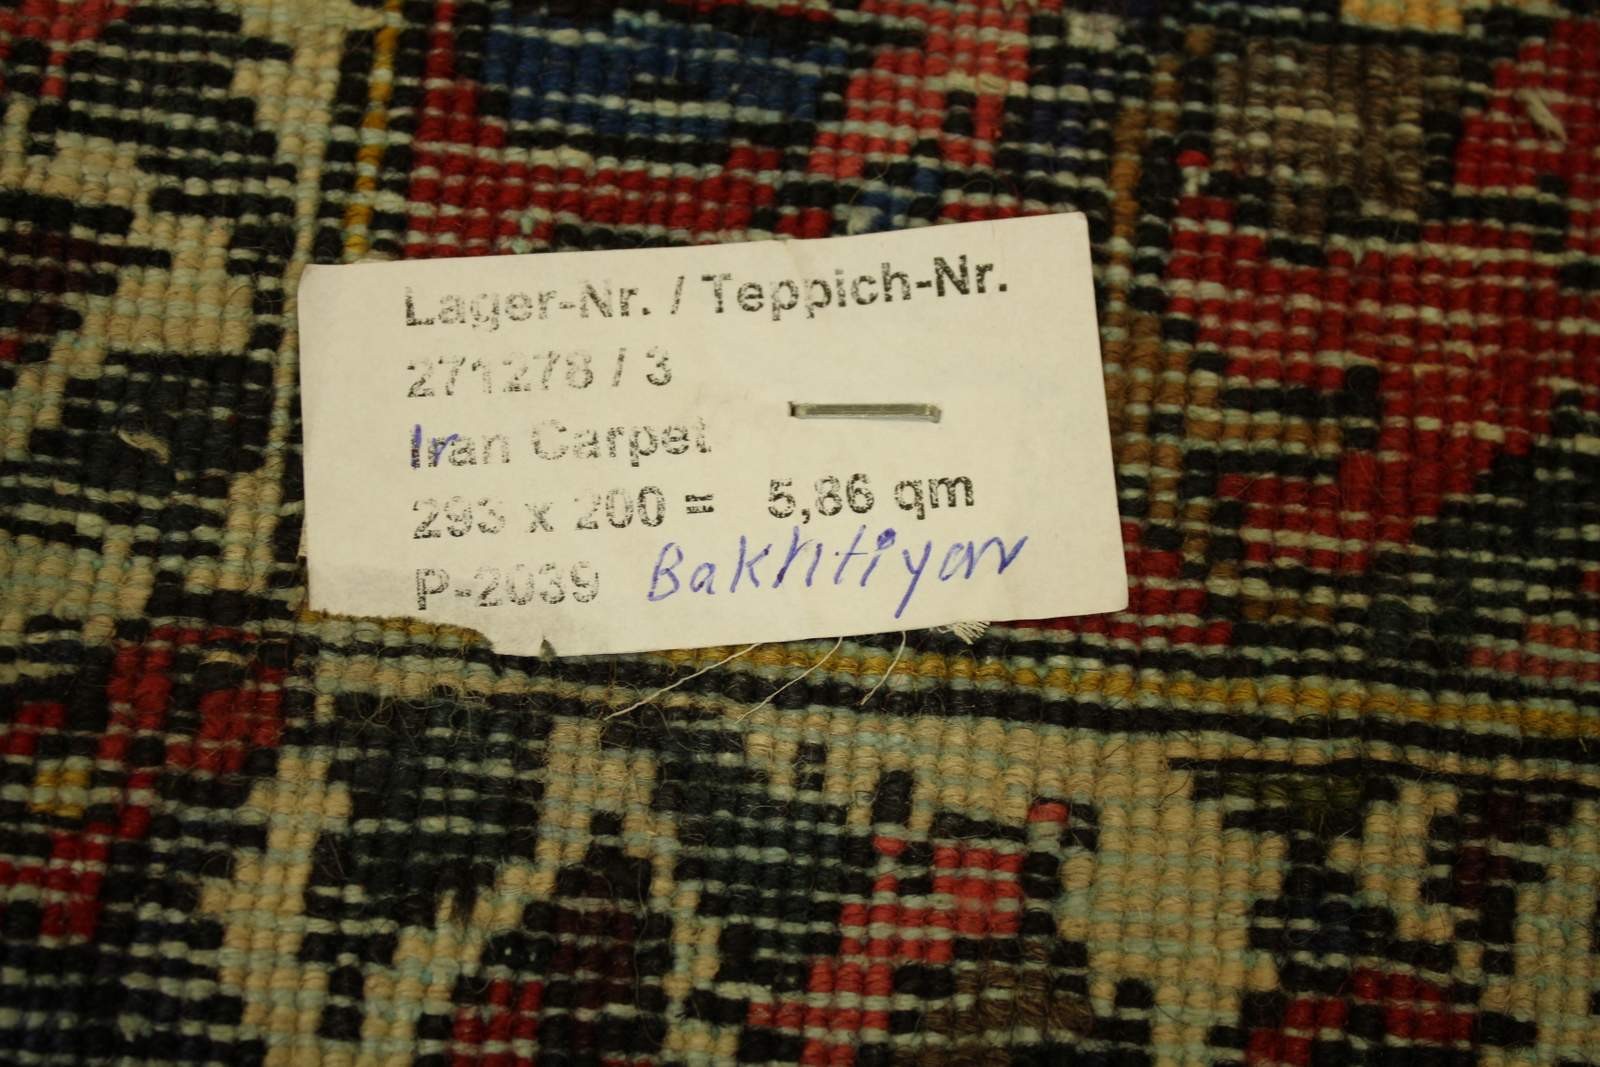 Lager-Nr. / Teppich-Nr.
271278 / 3
Iran Carpet
293 x 200 = 5,86 qm
P-2039 Bakhtiyar